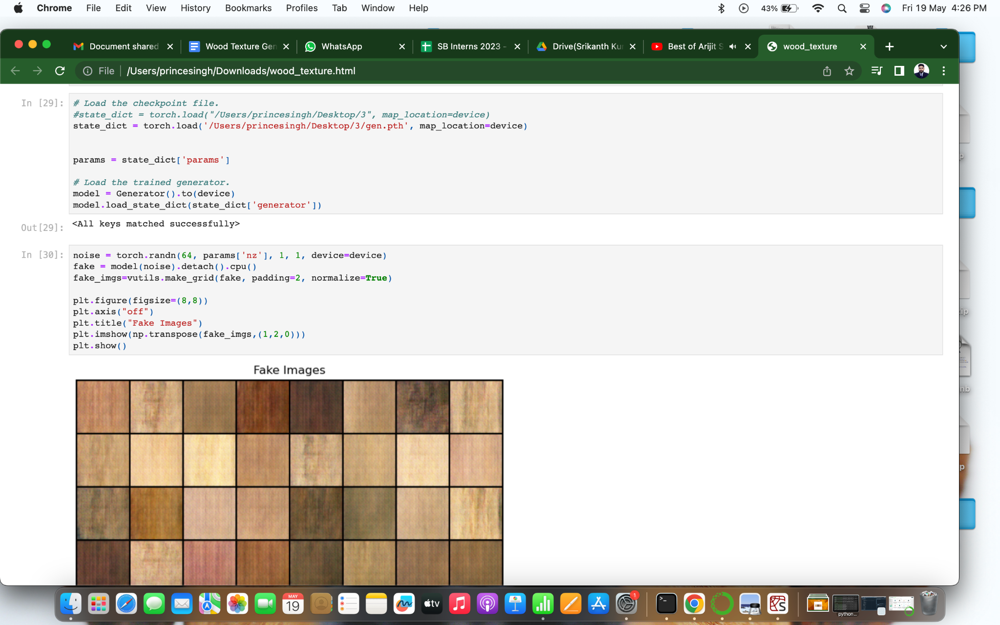 Chrome File Edit View History Bookmarks Profiles Tab Window Help 43% Fri 19 May 4:26 PM
Document shared Wood Texture Gen WhatsApp SB Interns 2023 - Drive(Srikanth Kur Best of Arijit S wood_texture
File /Users/princesingh/Downloads/wood_texture.html
In [29]:
# Load the checkpoint file.
#state_dict = torch.load("/Users/princesingh/Desktop/3", map_location=device)
state_dict = torch.load('/Users/princesingh/Desktop/3/gen.pth', map_location=device)
params = state_dict['params']
# Load the trained generator.
model = Generator().to(device)
model.load_state_dict(state_dict['generator'])
Out[29]: <All keys matched successfully>
In [30]:
noise = torch.randn(64, params['nz'], 1, 1, device=device)
fake = model(noise).detach().cpu()
fake_imgs=vutils.make_grid(fake, padding=2, normalize=True)
plt.figure(figsize=(8,8))
plt.axis("off")
plt.title("Fake Images")
plt.imshow(np.transpose(fake_imgs,(1,2,0)))
plt.show()
Fake Images
p
ip
nb
p
MAY
19
tv
1
python...